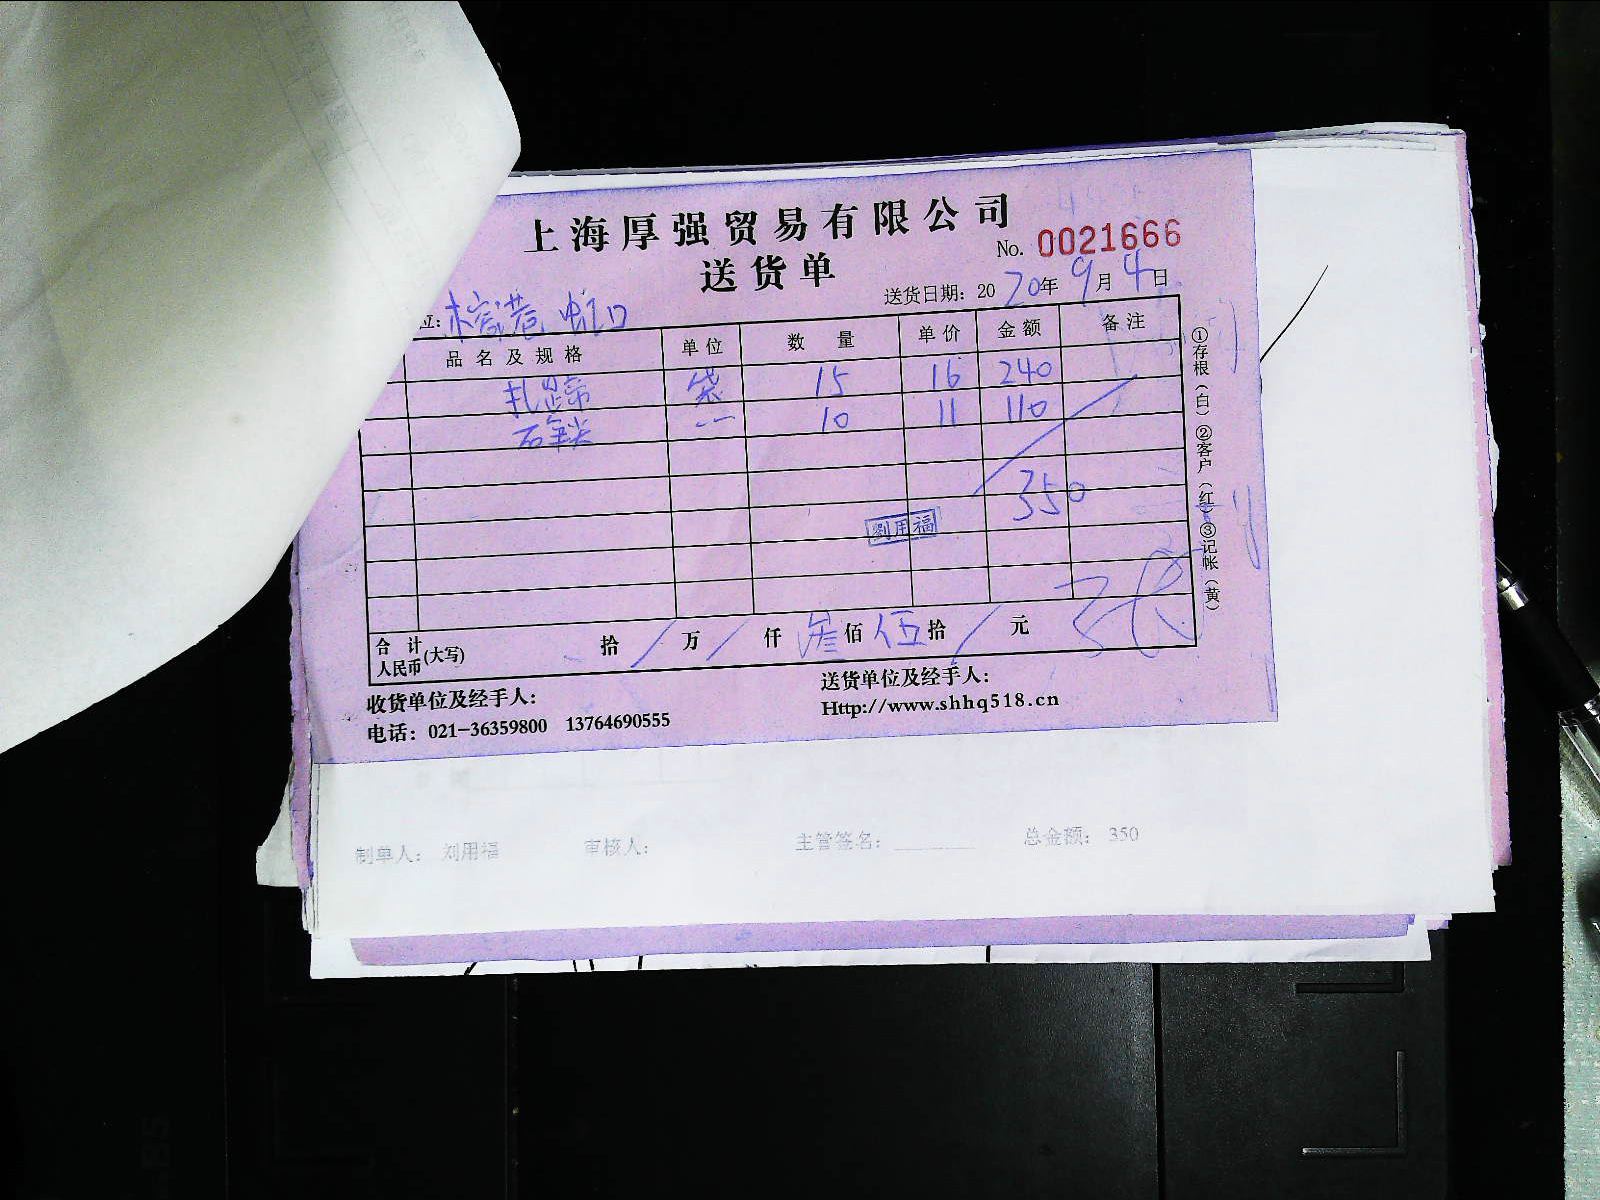 上海厚强贸易有限公司
No. 0021666
送货单
送货日期: 2020年9月4日
位: 虹口
品名及规格 单位 数量 单价 金额 备注
扎蹄 袋 15 16 240
10 11 110
350
劉用福
合计人民币(大写) 拾 / 万 / 仟 叁佰 伍拾 / 元
收货单位及经手人:
送货单位及经手人:
电话: 021-36359800 13764690555
Http://www.shhq518.cn
①存根(白)②客户(红)③记帐(黄)
制单人: 刘用福 审核人: 主管签名: 总金额: 350